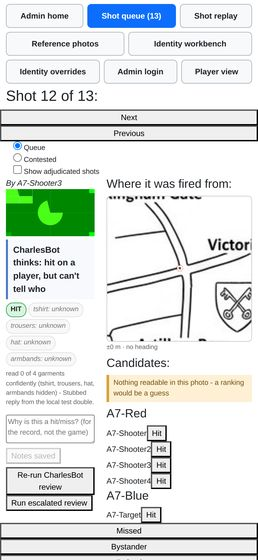 Admin home
Shot queue (13)
Shot replay
Reference photos
Identity workbench
Identity overrides
Admin login
Player view
Shot 12 of 13:
Next
Previous
Queue
Contested
Show adjudicated shots
By A7-Shooter3
CharlesBot
thinks: hit on a
player, but can't
tell who
HIT
tshirt: unknown
trousers: unknown
hat: unknown
armbands: unknown
read 0 of 4 garments
confidently (tshirt, trousers, hat,
armbands hidden) - Stubbed
reply from the local test double.
Why is this a hit/miss? (for
the record, not the game)
Notes saved
Re-run CharlesBot
review
Run escalated review
Where it was fired from:
Gate
Victori
±0 m - no heading
Candidates:
Nothing readable in this photo - a ranking
would be a guess
A7-Red
A7-Shooter Hit
A7-Shooter2 Hit
A7-Shooter3 Hit
A7-Shooter4 Hit
A7-Blue
A7-Target Hit
Missed
Bystander